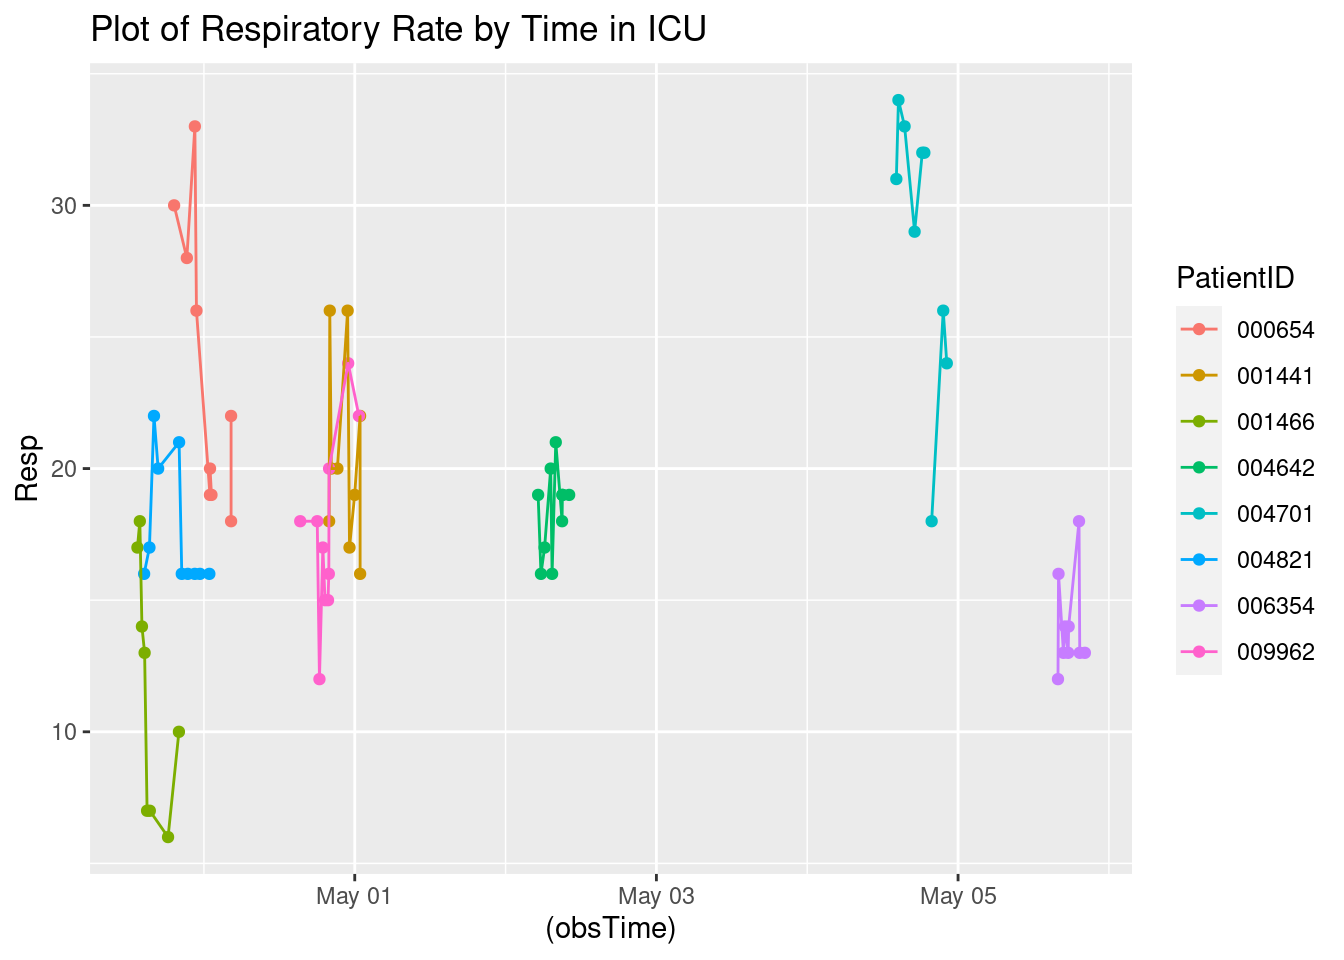 Plot of Respiratory Rate by Time in ICU
Resp
30
20
10
May 01
May 03
May 05
(obsTime)
PatientID
000654
001441
001466
004642
004701
004821
006354
009962